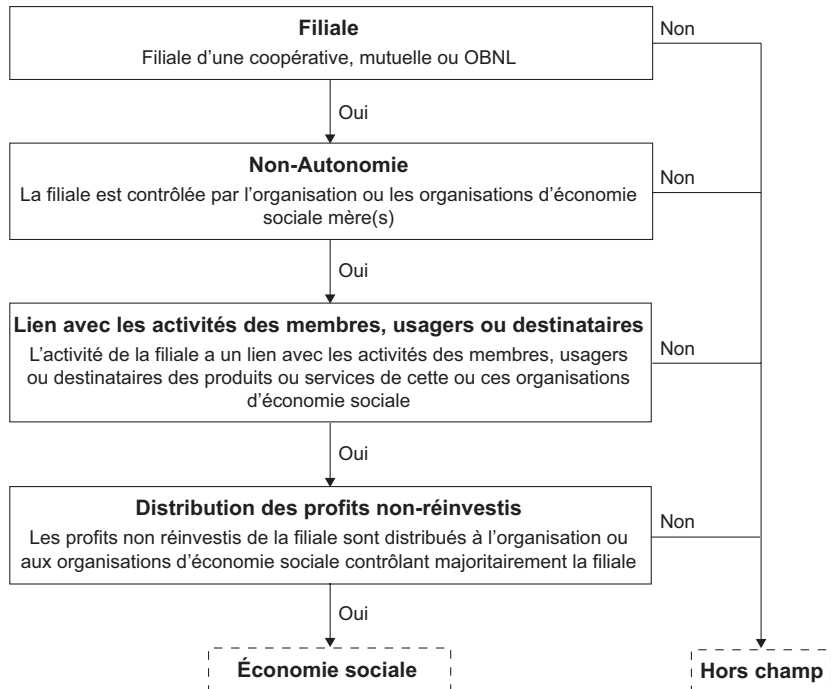 Filiale
Filiale d’une coopérative, mutuelle ou OBNL
Non
Oui
Non-Autonomie
La filiale est contrôlée par l’organisation ou les organisations d’économie
sociale mère(s)
Non
Oui
Lien avec les activités des membres, usagers ou destinataires
L’activité de la filiale a un lien avec les activités des membres, usagers
ou destinataires des produits ou services de cette ou ces organisations
d’économie sociale
Non
Oui
Distribution des profits non-réinvestis
Les profits non réinvestis de la filiale sont distribués à l’organisation ou
aux organisations d’économie sociale contrôlant majoritairement la filiale
Non
Oui
Économie sociale
Hors champ